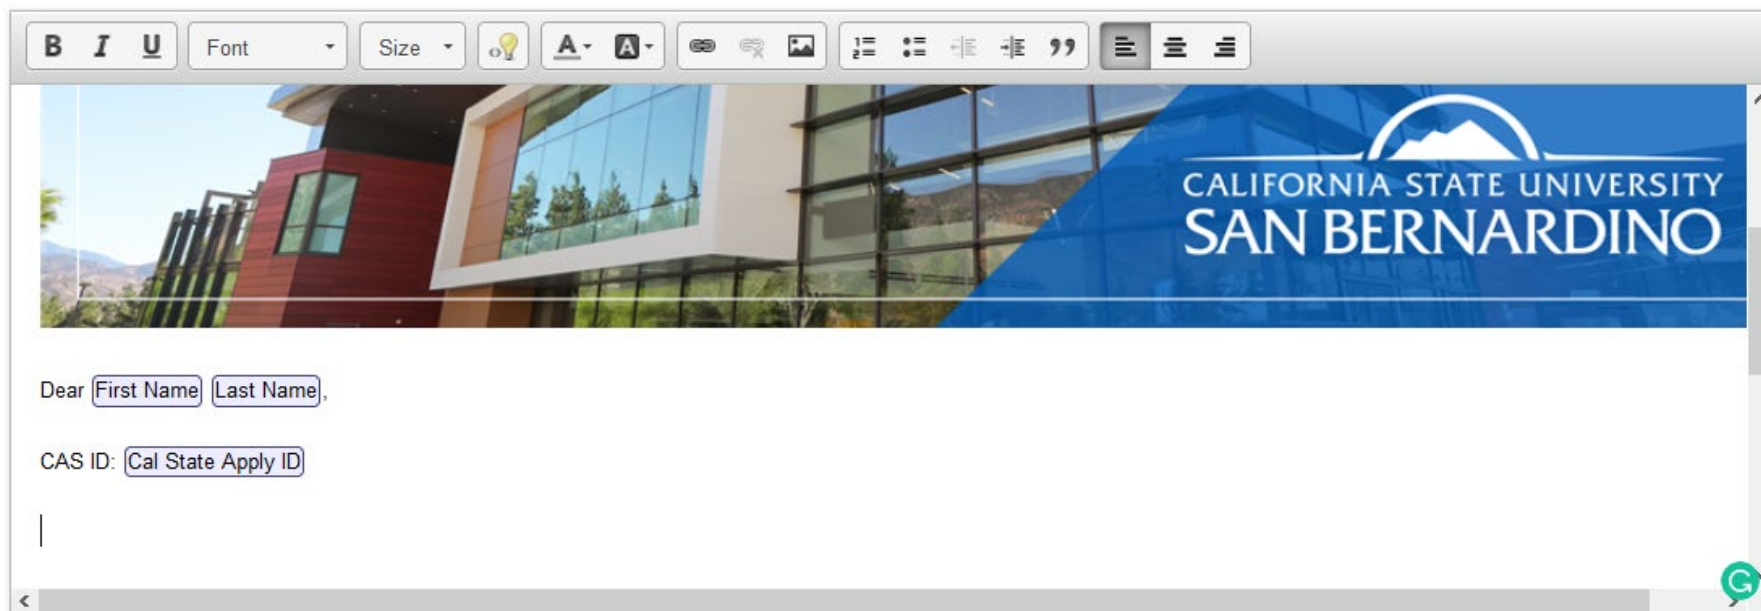 B I U Font Size A A
CALIFORNIA STATE UNIVERSITY
SAN BERNARDINO
Dear First Name Last Name,
CAS ID: Cal State Apply ID